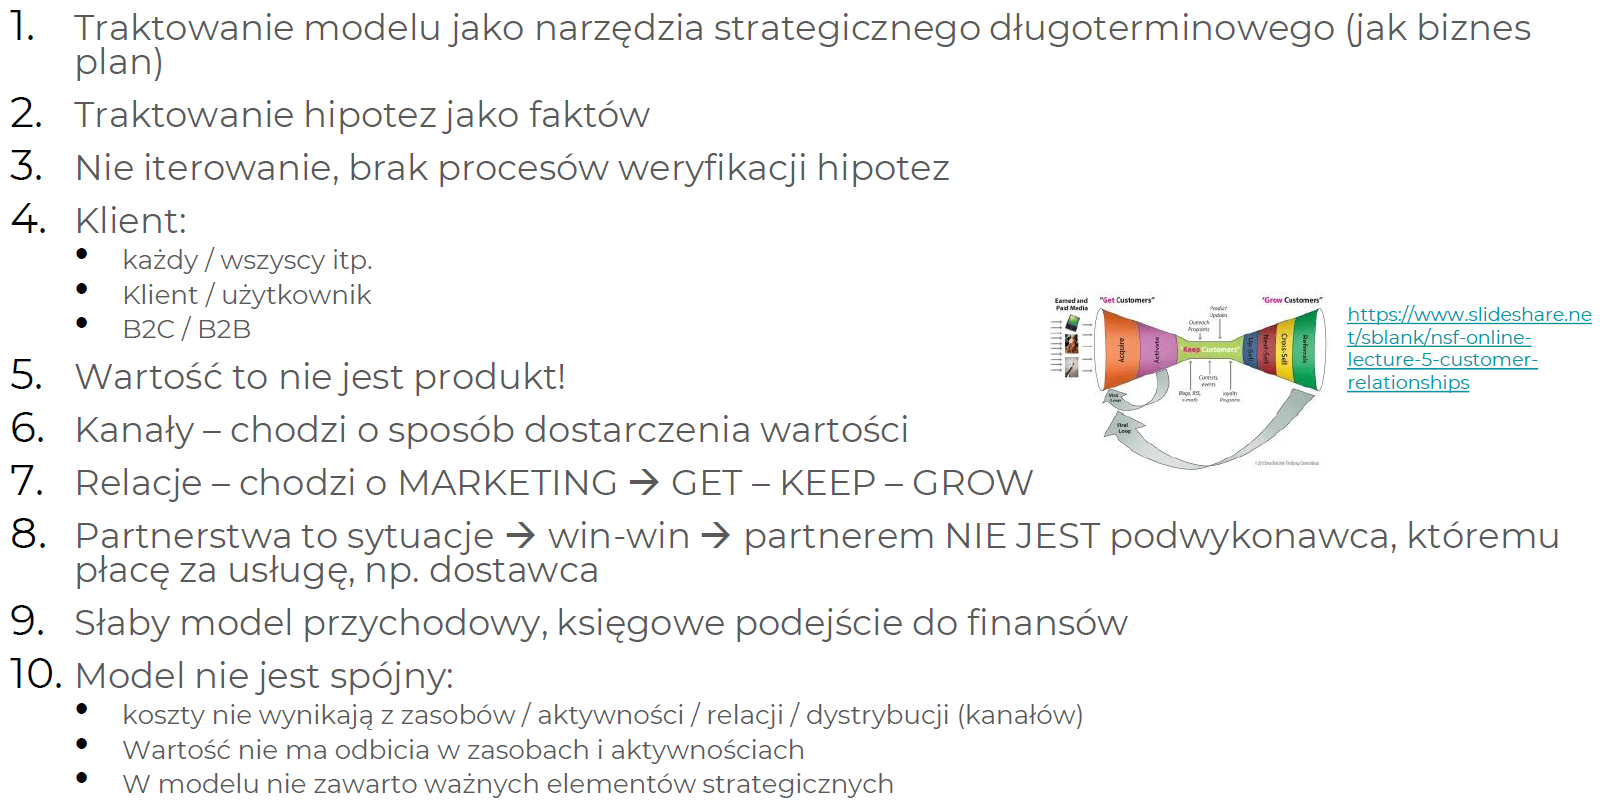 1. Traktowanie modelu jako narzędzia strategicznego długoterminowego (jak biznes
plan)
2. Traktowanie hipotez jako faktów
3. Nie iterowanie, brak procesów weryfikacji hipotez
4. Klient:
• każdy / wszyscy itp.
• Klient / użytkownik
• B2C / B2B
5. Wartość to nie jest produkt!
6. Kanały – chodzi o sposób dostarczenia wartości
7. Relacje – chodzi o MARKETING → GET – KEEP – GROW
8. Partnerstwa to sytuacje → win-win → partnerem NIE JEST podwykonawca, któremu
płacę za usługę, np. dostawca
9. Słaby model przychodowy, księgowe podejście do finansów
10. Model nie jest spójny:
• koszty nie wynikają z zasobów / aktywności / relacji / dystrybucji (kanałów)
• Wartość nie ma odbicia w zasobach i aktywnościach
• W modelu nie zawarto ważnych elementów strategicznych
Earned and
Paid Media
"Get Customers"
"Grow Customers"
Product
Updates
Outreach
Programs
Acquire
Activate
"Keep Customers"
Up-Sell
Next-Sell
Cross-Sell
Referrals
Contests,
events
Blogs, RSS,
e-mails
Loyalty
Programs
Viral
Loop
Viral
Loop
https://www.slideshare.ne
t/sblank/nsf-online-
lecture-5-customer-
relationships